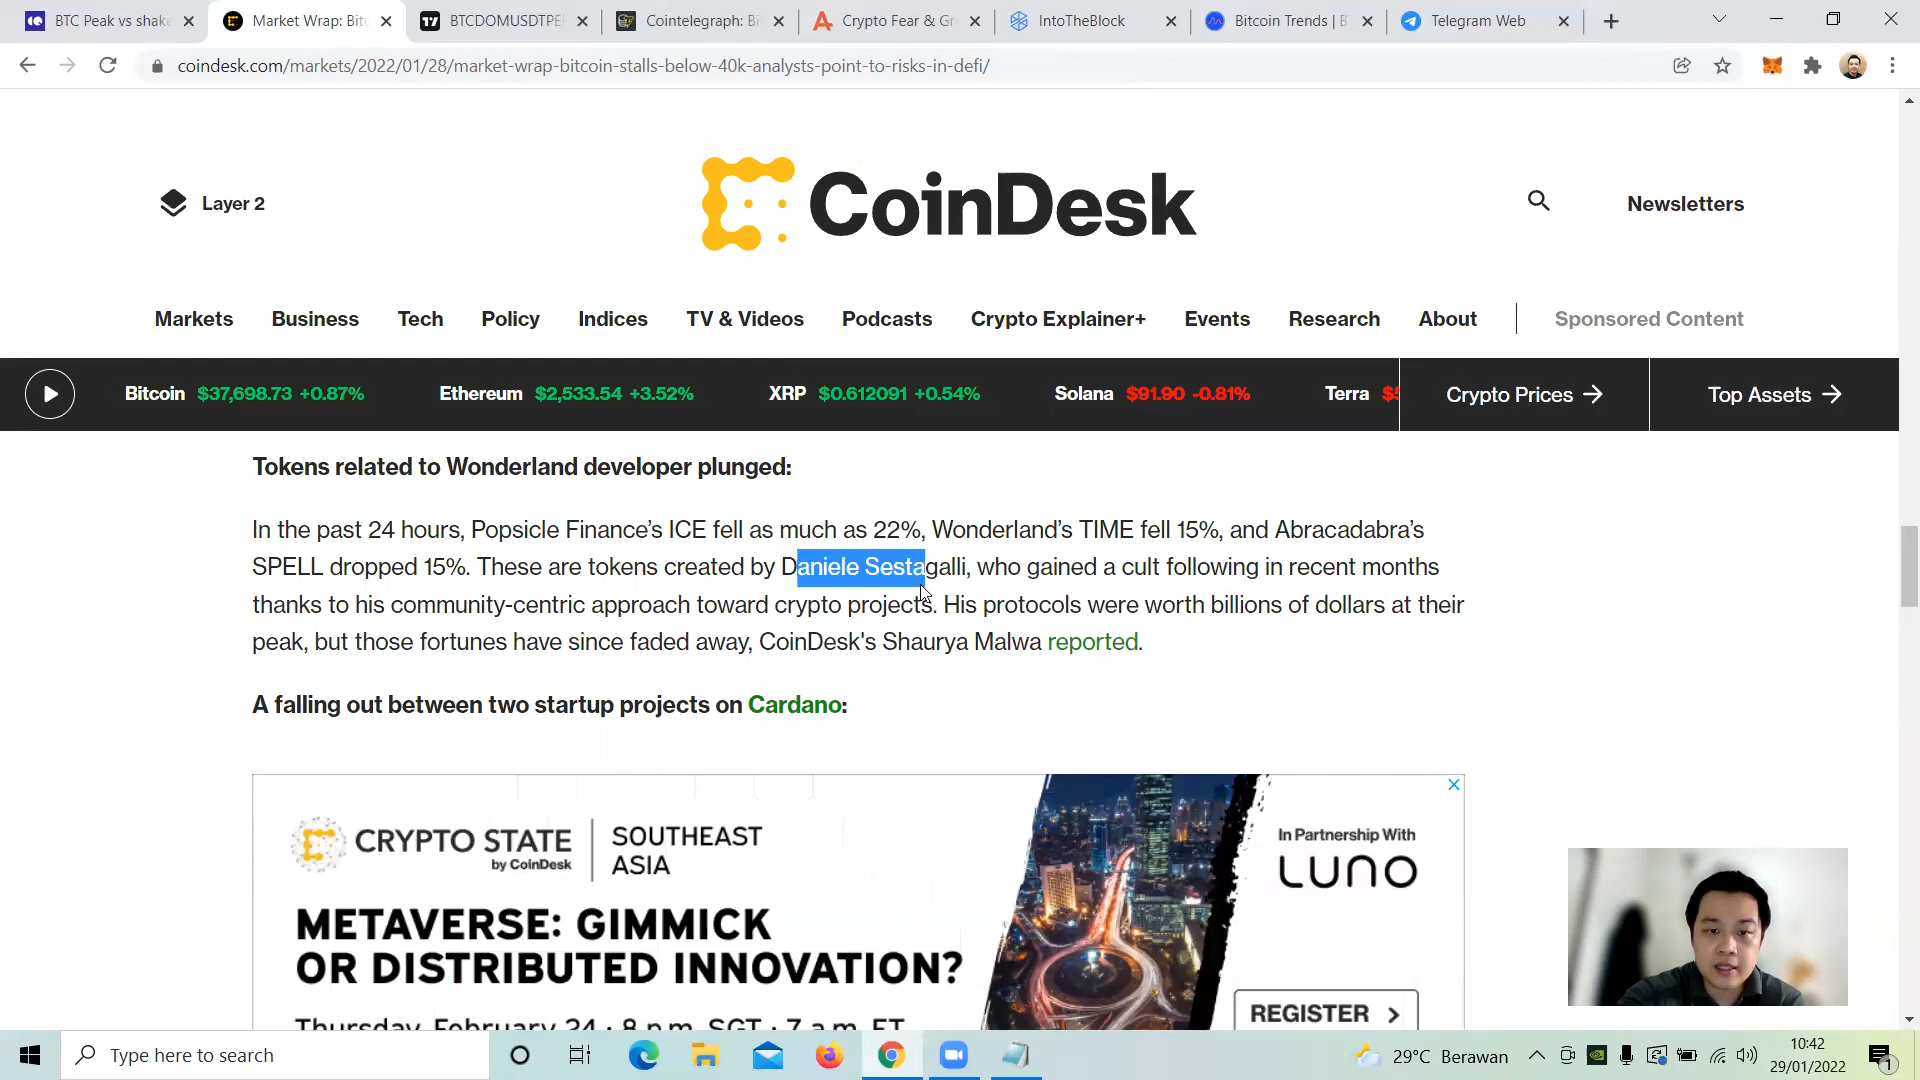 BTC Peak vs shake
Market Wrap: Bitc
BTCDOMUSDTPE
Cointelegraph: Bi
Crypto Fear & Gr
IntoTheBlock
Bitcoin Trends | B
Telegram Web
coindesk.com/markets/2022/01/28/market-wrap-bitcoin-stalls-below-40k-analysts-point-to-risks-in-defi/
Layer 2
CoinDesk
Newsletters
Markets
Business
Tech
Policy
Indices
TV & Videos
Podcasts
Crypto Explainer+
Events
Research
About
Sponsored Content
Bitcoin $37,698.73 +0.87%
Ethereum $2,533.54 +3.52%
XRP $0.612091 +0.54%
Solana $91.90 -0.81%
Terra
Crypto Prices →
Top Assets →
Tokens related to Wonderland developer plunged:
In the past 24 hours, Popsicle Finance’s ICE fell as much as 22%, Wonderland’s TIME fell 15%, and Abracadabra’s
SPELL dropped 15%. These are tokens created by Daniele Sestagalli, who gained a cult following in recent months
thanks to his community-centric approach toward crypto projects. His protocols were worth billions of dollars at their
peak, but those fortunes have since faded away, CoinDesk's Shaurya Malwa reported.
A falling out between two startup projects on Cardano:
CRYPTO STATE
by CoinDesk
SOUTHEAST
ASIA
In Partnership With
LUNO
METAVERSE: GIMMICK
OR DISTRIBUTED INNOVATION?
Thursday, February 24 · 8 p.m. SGT · 7 a.m. ET
REGISTER >
Type here to search
29°C Berawan
10:42
29/01/2022
1